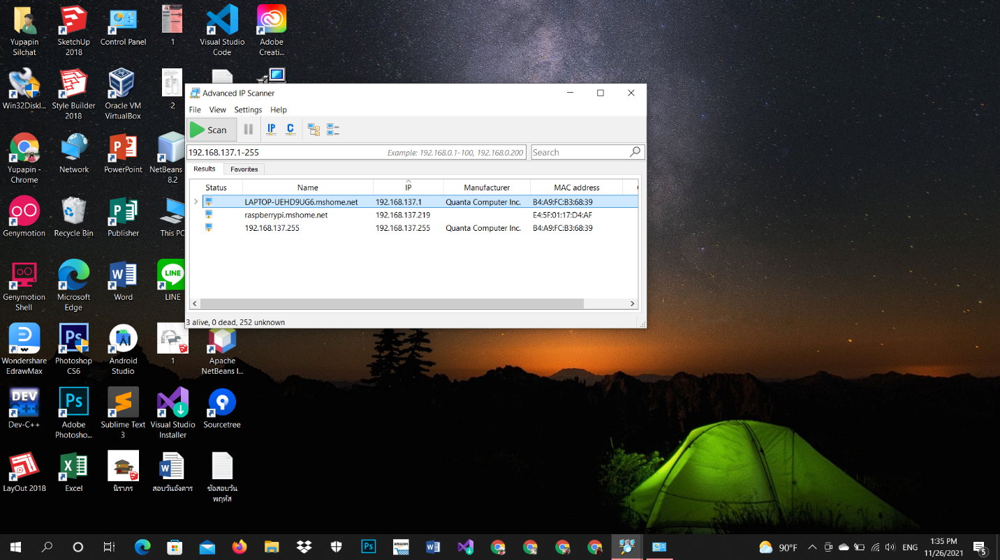 Yupapin
Silchat
SketchUp
2018
Control Panel
1
Visual Studio
Code
Adobe
Creati...
Win32DiskI...
Style Builder
2018
Oracle VM
VirtualBox
2
Advanced IP Scanner
File View Settings Help
Scan IP C
192.168.137.1-255 Example: 192.168.0.1-100, 192.168.0.200 Search
Results Favorites
Status Name IP Manufacturer MAC address
LAPTOP-UEHD9UG6.mshome.net 192.168.137.1 Quanta Computer Inc. B4:A9:FC:B3:68:39
raspberrypi.mshome.net 192.168.137.219 E4:5F:01:17:D4:AF
192.168.137.255 192.168.137.255 Quanta Computer Inc. B4:A9:FC:B3:68:39
3 alive, 0 dead, 252 unknown
Yupapin -
Chrome
Network
PowerPoint
NetBeans
8.2
Genymotion
Recycle Bin
Publisher
This PC
Genymotion
Shell
Microsoft
Edge
Word
LINE
LINE
Wondershare
EdrawMax
Ps
Photoshop
CS6
Android
Studio
1
Apache
NetBeans I...
DEV
C++
Dev-C++
Ps
Adobe
Photosho...
Sublime Text
3
Visual Studio
Installer
Sourcetree
LayOut 2018
Excel
นิราภร
สอบวันอังคาร
ข้อสอบวัน
พฤหัส
Ps
amazon
90°F
ENG
1:35 PM
11/26/2021
5